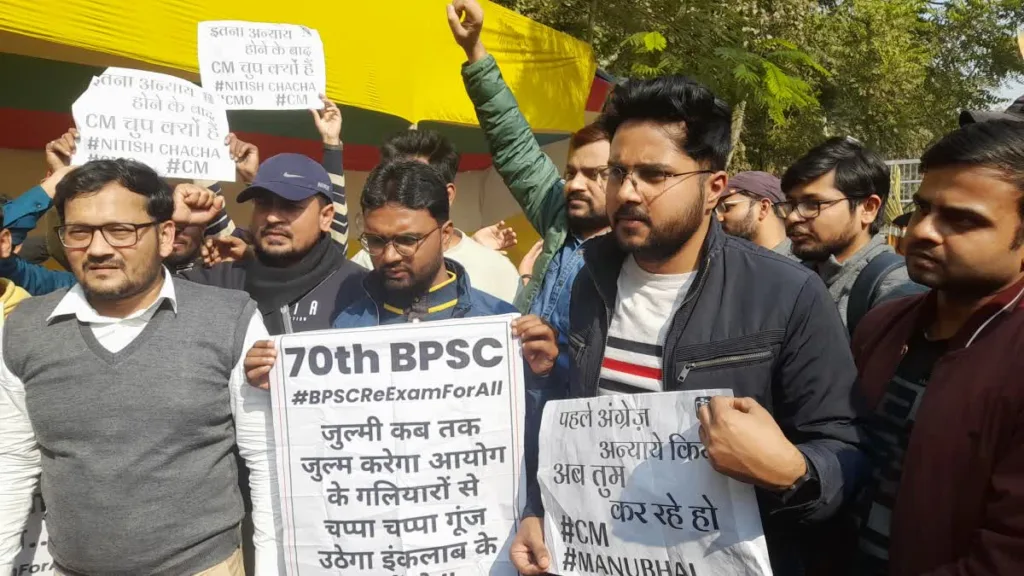 इतना अन्याय
होने के बाद
CM चुप क्यों हैं
#NITISH CHACHA
#CM
इतना अन्याय
होने के बाद
CM चुप क्यों हैं
#NITISH CHACHA
#CM
70th BPSC
#BPSCReExamForAll
जुल्मी कब तक
जुल्म करेगा आयोग
के गलियारों से
चप्पा चप्पा गूंज
उठेगा इंकलाब के
पहले अंग्रेज़
अन्याये
अब तुम
कर रहे हो
#CM
#MANUBHAI